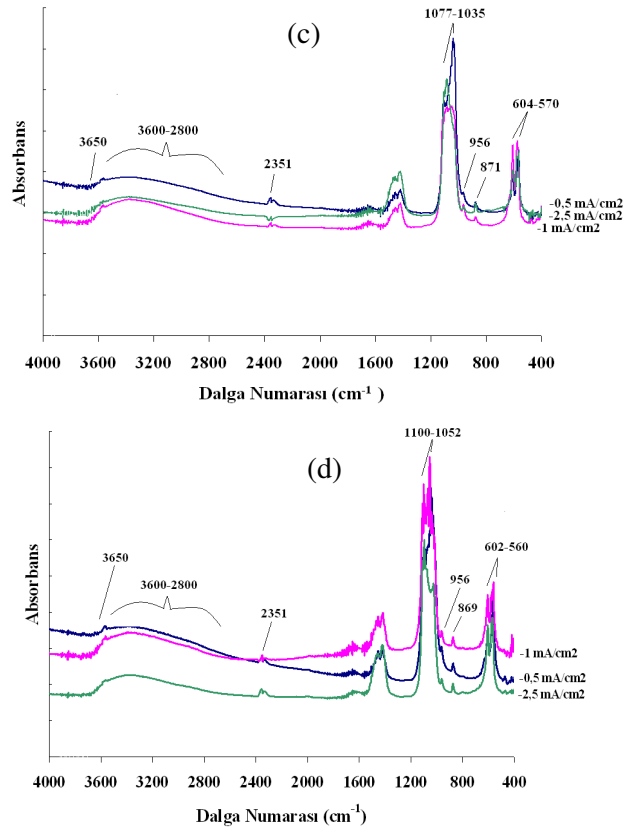 (c)
1077-1035
3650
3600-2800
2351
956
871
604-570
Absorbans
-0,5 mA/cm2
-2,5 mA/cm2
-1 mA/cm2
4000 3600 3200 2800 2400 2000 1600 1200 800 400
Dalga Numarası (cm-1 )
(d)
1100-1052
3650
3600-2800
2351
956
869
602-560
Absorbans
-1 mA/cm2
-0,5 mA/cm2
-2,5 mA/cm2
4000 3600 3200 2800 2400 2000 1600 1200 800 400
Dalga Numarası (cm-1)